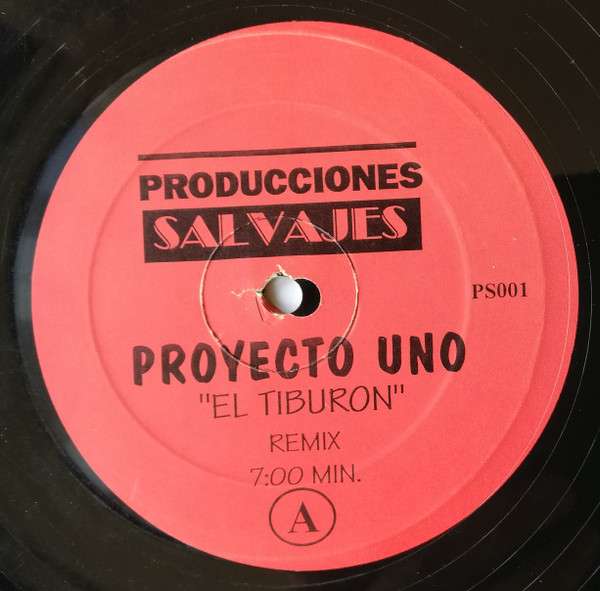 PRODUCCIONES
SALVAJES
PS001
PROYECTO UNO
"EL TIBURON"
REMIX
7:00 MIN.
A